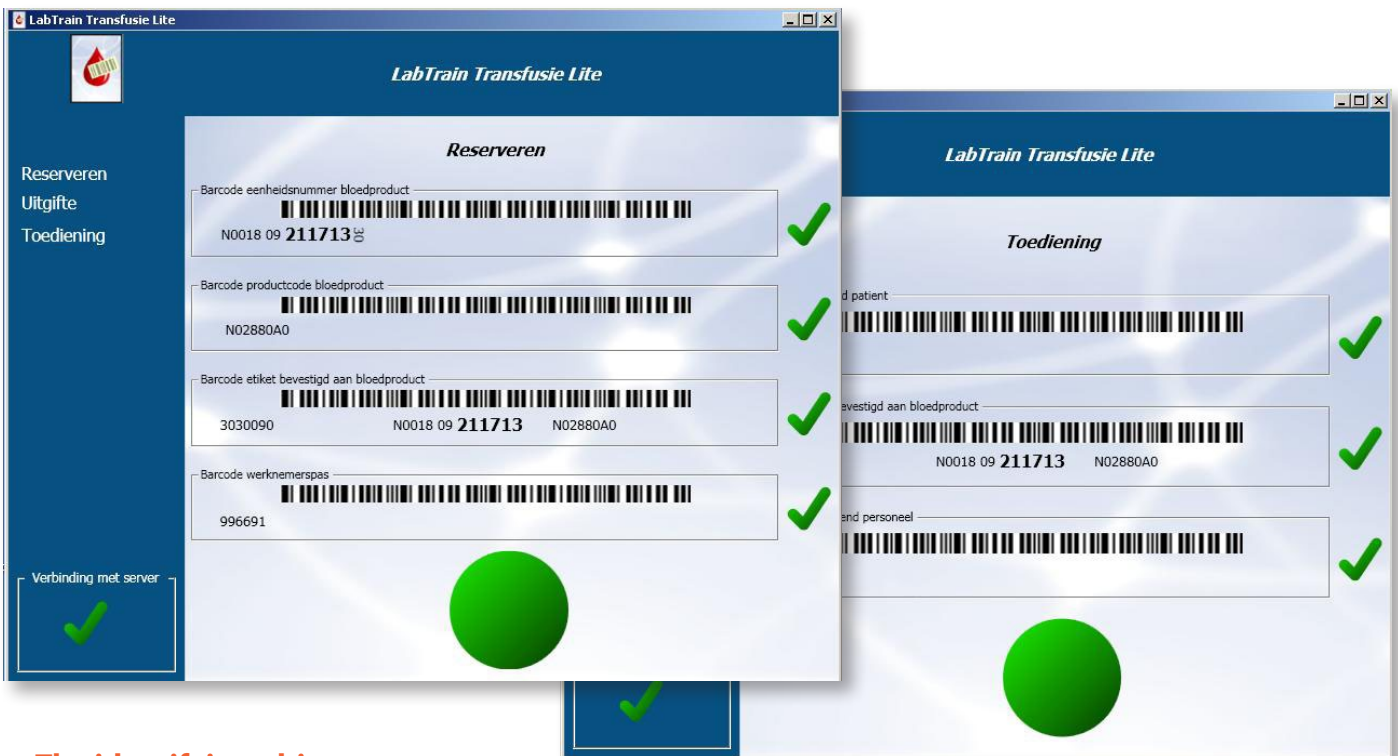 LabTrain Transfusie Lite
LabTrain Transfusie Lite
Reserveren
Uitgifte
Toediening
Reserveren
Barcode eenheidsnummer bloedproduct
N0018 09 211713 30
Barcode productcode bloedproduct
N02880A0
Barcode etiket bevestigd aan bloedproduct
3030090 N0018 09 211713 N02880A0
Barcode werknemerspas
996691
Verbinding met server
LabTrain Transfusie Lite
Toediening
patient
aan bloedproduct
N0018 09 211713 N02880A0
personeel